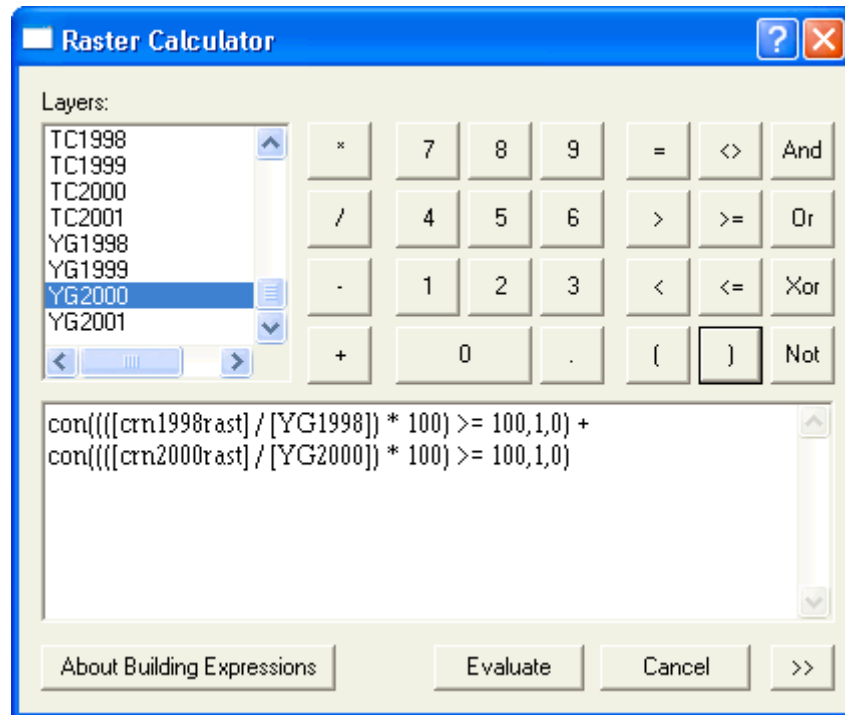 Raster Calculator
?
Layers:
TC1998
TC1999
TC2000
TC2001
YG1998
YG1999
YG2000
YG2001
* 7 8 9 = <> And
/ 4 5 6 > >= Or
- 1 2 3 < <= Xor
+ 0 . ( ) Not
con((([crn1998rast] / [YG1998]) * 100) >= 100,1,0) +
con((([crn2000rast] / [YG2000]) * 100) >= 100,1,0)
About Building Expressions Evaluate Cancel >>